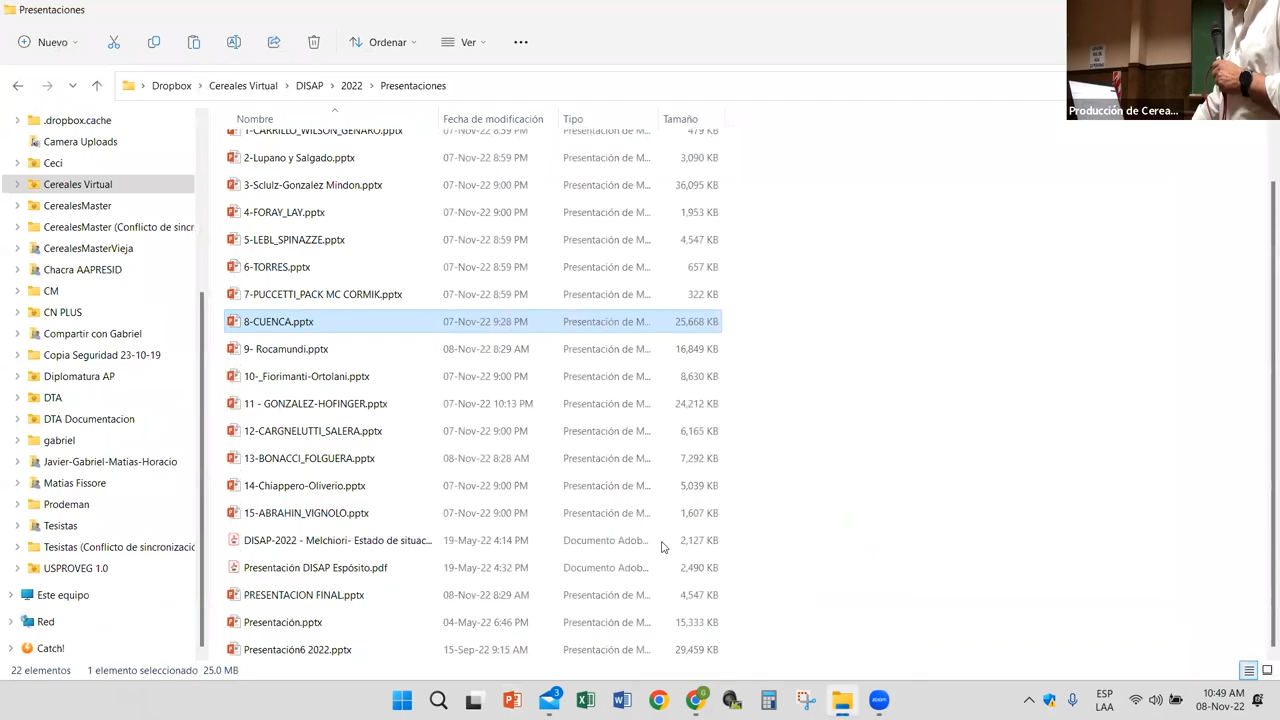 Presentaciones
Nuevo
Ordenar
Ver
Dropbox > Cereales Virtual > DISAP > 2022 > Presentaciones
Nombre Fecha de modificación Tipo Tamaño
.dropbox.cache
Camera Uploads
Ceci
Cereales Virtual
CerealesMaster
CerealesMaster (Conflicto de sincr
CerealesMasterVieja
Chacra AAPRESID
CM
CN PLUS
Compartir con Gabriel
Copia Seguridad 23-10-19
Diplomatura AP
DTA
DTA Documentacion
gabriel
Javier-Gabriel-Matias-Horacio
Matias Fissore
Prodeman
Tesistas
Tesistas (Conflicto de sincronizació
USPROVEG 1.0
Este equipo
Red
Catch!
1-CARRILLO_WILSON_GENARO.pptx 07-Nov-22 8:59 PM Presentación de M... 479 KB
2-Lupano y Salgado.pptx 07-Nov-22 8:59 PM Presentación de M... 3,090 KB
3-Sclulz-Gonzalez Mindon.pptx 07-Nov-22 9:00 PM Presentación de M... 36,095 KB
4-FORAY_LAY.pptx 07-Nov-22 9:00 PM Presentación de M... 1,953 KB
5-LEBL_SPINAZZE.pptx 07-Nov-22 8:59 PM Presentación de M... 4,547 KB
6-TORRES.pptx 07-Nov-22 8:59 PM Presentación de M... 657 KB
7-PUCCETTI_PACK MC CORMIK.pptx 07-Nov-22 8:59 PM Presentación de M... 322 KB
8-CUENCA.pptx 07-Nov-22 9:28 PM Presentación de M... 25,668 KB
9- Rocamundi.pptx 08-Nov-22 8:29 AM Presentación de M... 16,849 KB
10-_Fiorimanti-Ortolani.pptx 07-Nov-22 9:00 PM Presentación de M... 8,630 KB
11 - GONZALEZ-HOFINGER.pptx 07-Nov-22 10:13 PM Presentación de M... 24,212 KB
12-CARGNELUTTI_SALERA.pptx 07-Nov-22 9:00 PM Presentación de M... 6,165 KB
13-BONACCI_FOLGUERA.pptx 08-Nov-22 8:28 AM Presentación de M... 7,292 KB
14-Chiappero-Oliverio.pptx 07-Nov-22 9:00 PM Presentación de M... 5,039 KB
15-ABRAHIN_VIGNOLO.pptx 07-Nov-22 9:00 PM Presentación de M... 1,607 KB
DISAP-2022 - Melchiori- Estado de situac... 19-May-22 4:14 PM Documento Adob... 2,127 KB
Presentación DISAP Espósito.pdf 19-May-22 4:32 PM Documento Adob... 2,490 KB
PRESENTACION FINAL.pptx 08-Nov-22 8:29 AM Presentación de M... 4,547 KB
Presentación.pptx 04-May-22 6:46 PM Presentación de M... 15,333 KB
Presentación6 2022.pptx 15-Sep-22 9:15 AM Presentación de M... 29,459 KB
22 elementos 1 elemento seleccionado 25.0 MB
Producción de Cerea...
3
G
ESP
LAA
10:49 AM
08-Nov-22